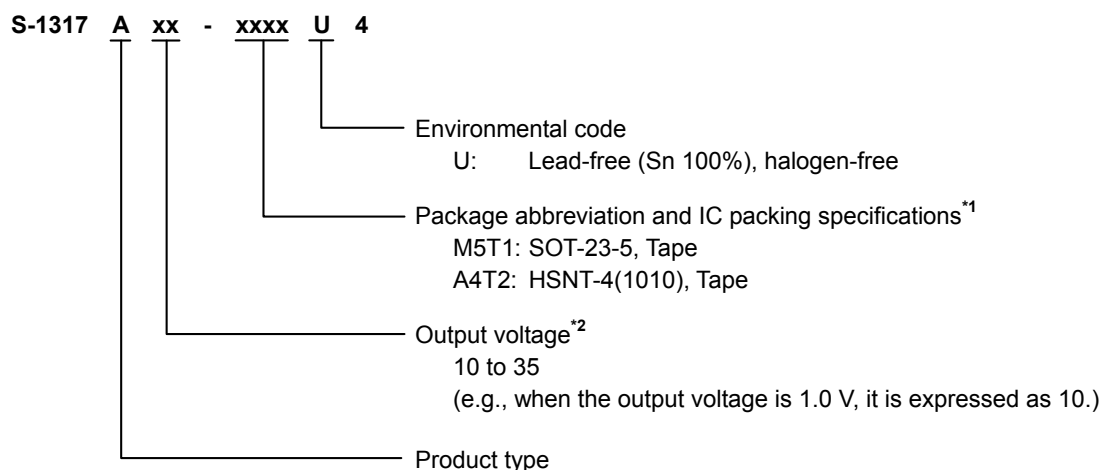 S-1317 A xx - xxxx U 4
Environmental code
U: Lead-free (Sn 100%), halogen-free
Package abbreviation and IC packing specifications*1
M5T1: SOT-23-5, Tape
A4T2: HSNT-4(1010), Tape
Output voltage*2
10 to 35
(e.g., when the output voltage is 1.0 V, it is expressed as 10.)
Product type